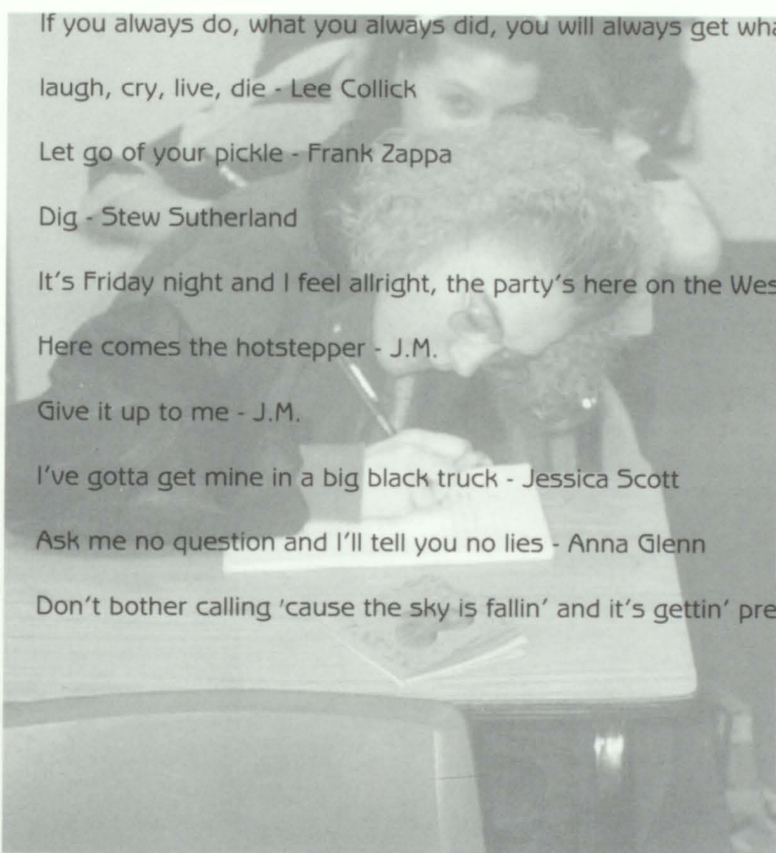 If you always do, what you always did, you will always get
laugh, cry, live, die - Lee Collick
Let go of your pickle - Frank Zappa
Dig - Stew Sutherland
It's Friday night and I feel allright, the party's here on the
Here comes the hotstepper - J.M.
Give it up to me - J.M.
I've gotta get mine in a big black truck - Jessica Scott
Ask me no question and I'll tell you no lies - Anna Glenn
Don't bother calling 'cause the sky is fallin' and it's gettin'